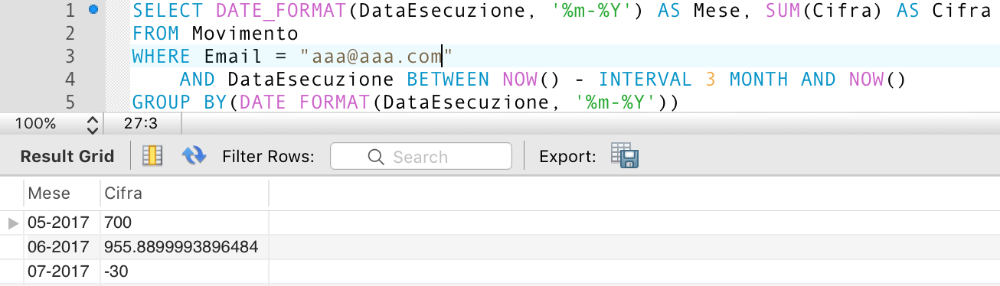 1 SELECT DATE_FORMAT(DataEsecuzione, '%m-%Y') AS Mese, SUM(Cifra) AS Cifra
2 FROM Movimento
3 WHERE Email = "aaa@aaa.com"
4 AND DataEsecuzione BETWEEN NOW() - INTERVAL 3 MONTH AND NOW()
5 GROUP BY(DATE_FORMAT(DataEsecuzione, '%m-%Y'))
100% 27:3
Result Grid Filter Rows: Search Export:
Mese Cifra
05-2017 700
06-2017 955.8899993896484
07-2017 -30